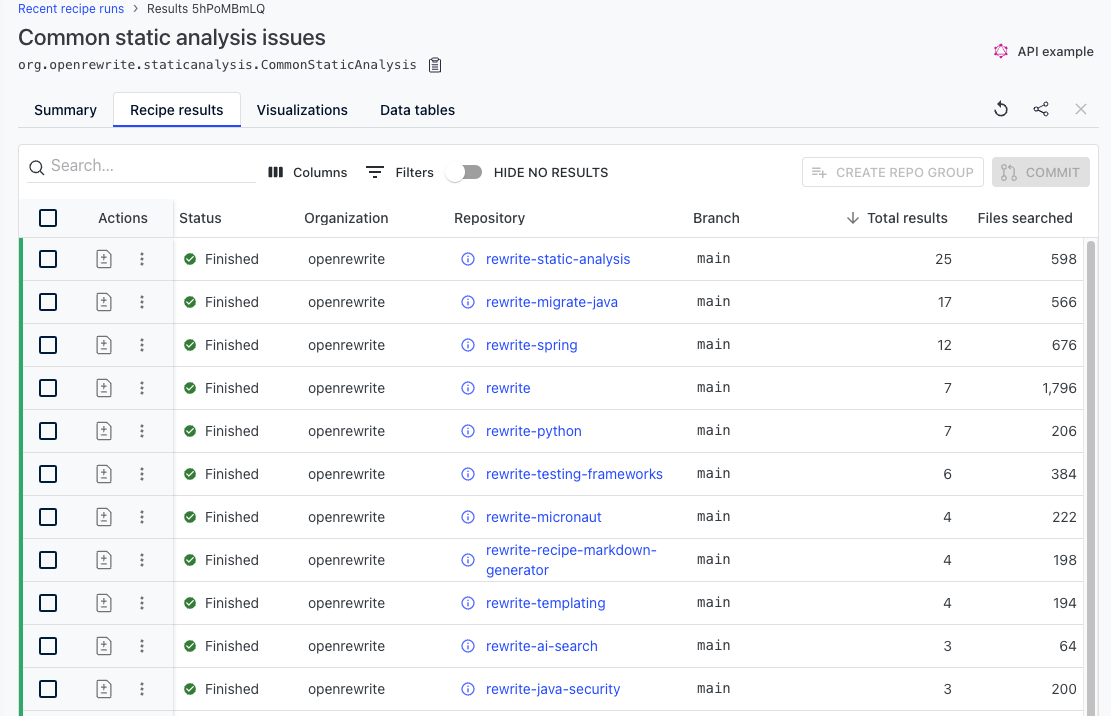 Recent recipe runs > Results 5hPoMBmLQ
Common static analysis issues
org.openrewrite.staticanalysis.CommonStaticAnalysis
API example
Summary Recipe results Visualizations Data tables
Search... Columns Filters HIDE NO RESULTS CREATE REPO GROUP COMMIT
Actions Status Organization Repository Branch Total results Files searched
Finished openrewrite rewrite-static-analysis main 25 598
Finished openrewrite rewrite-migrate-java main 17 566
Finished openrewrite rewrite-spring main 12 676
Finished openrewrite rewrite main 7 1,796
Finished openrewrite rewrite-python main 7 206
Finished openrewrite rewrite-testing-frameworks main 6 384
Finished openrewrite rewrite-micronaut main 4 222
Finished openrewrite rewrite-recipe-markdown- main 4 198
generator
Finished openrewrite rewrite-templating main 4 194
Finished openrewrite rewrite-ai-search main 3 64
Finished openrewrite rewrite-java-security main 3 200